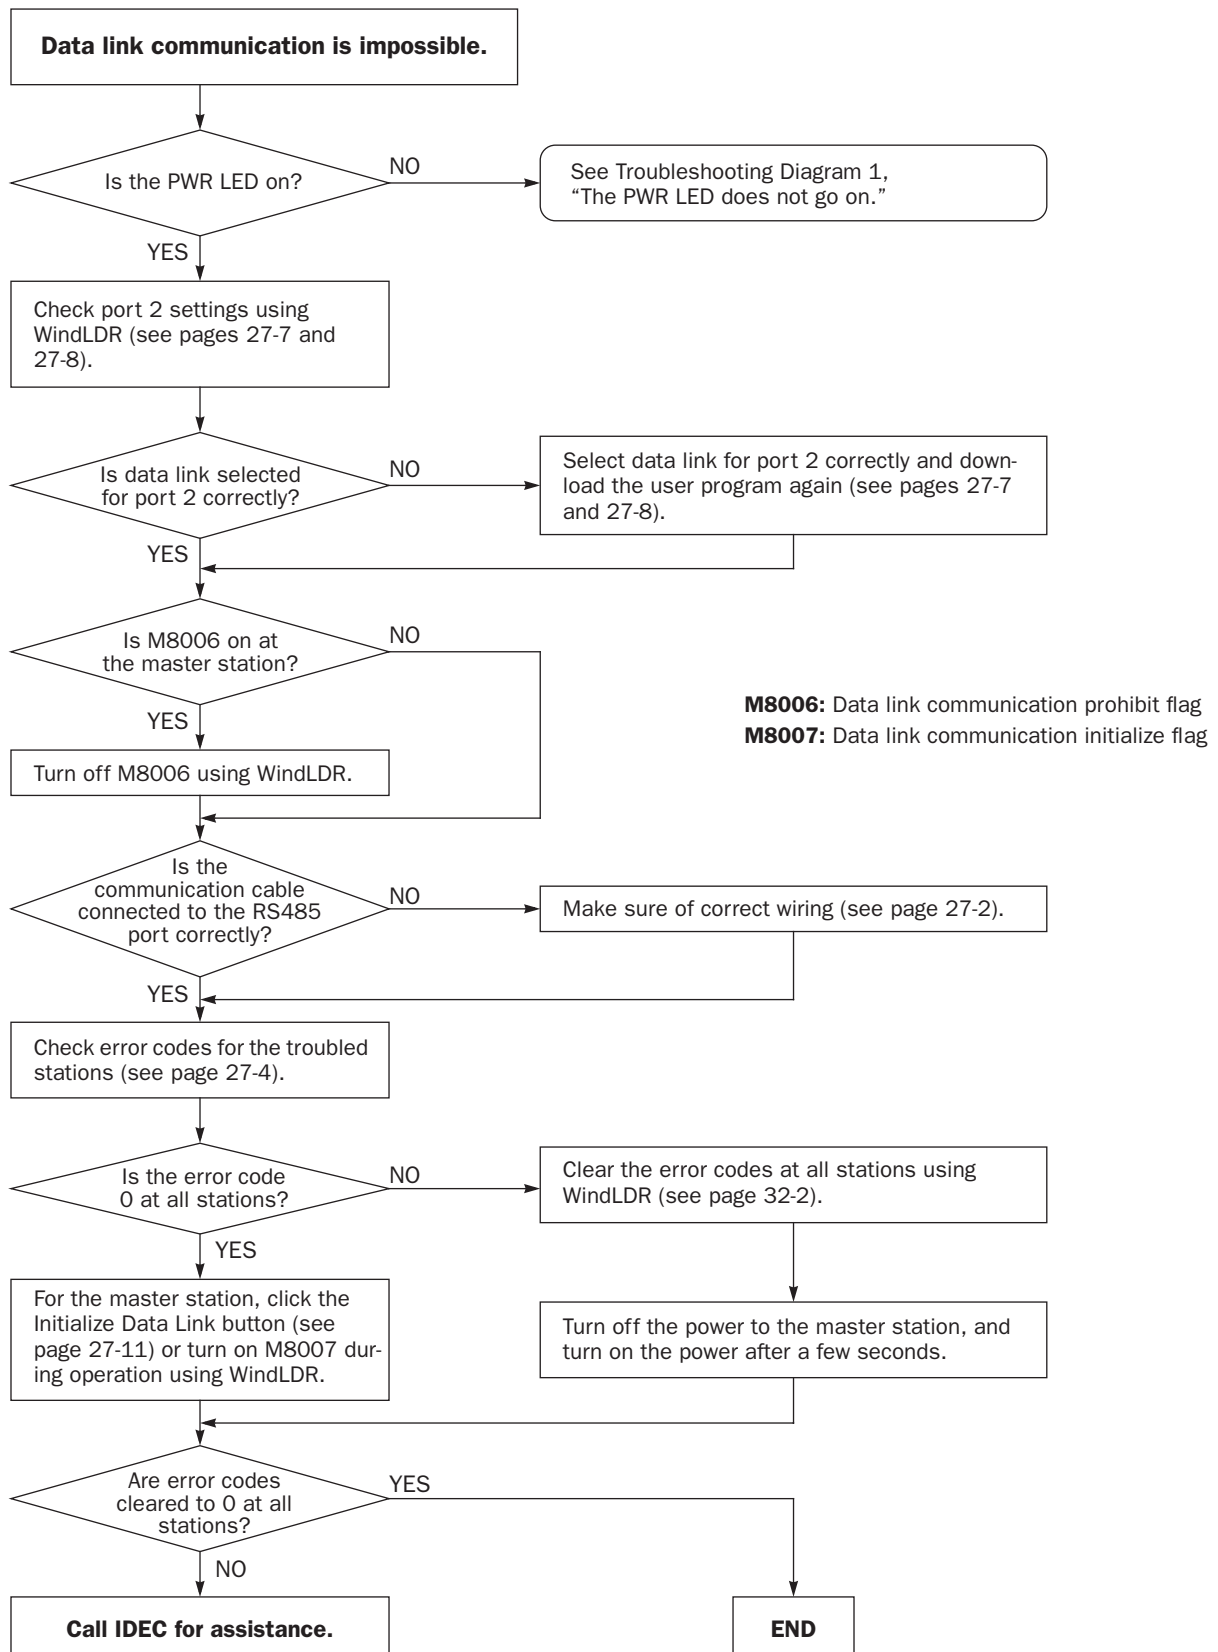 Data link communication is impossible.
Is the PWR LED on?
NO
See Troubleshooting Diagram 1,
“The PWR LED does not go on.”
YES
Check port 2 settings using
WindLDR (see pages 27-7 and
27-8).
Is data link selected
for port 2 correctly?
NO
Select data link for port 2 correctly and down-
load the user program again (see pages 27-7
and 27-8).
YES
Is M8006 on at
the master station?
NO
M8006: Data link communication prohibit flag
M8007: Data link communication initialize flag
YES
Turn off M8006 using WindLDR.
Is the
communication cable
connected to the RS485
port correctly?
NO
Make sure of correct wiring (see page 27-2).
YES
Check error codes for the troubled
stations (see page 27-4).
Is the error code
0 at all stations?
NO
Clear the error codes at all stations using
WindLDR (see page 32-2).
YES
For the master station, click the
Initialize Data Link button (see
page 27-11) or turn on M8007 dur-
ing operation using WindLDR.
Turn off the power to the master station, and
turn on the power after a few seconds.
Are error codes
cleared to 0 at all
stations?
YES
NO
Call IDEC for assistance.
END